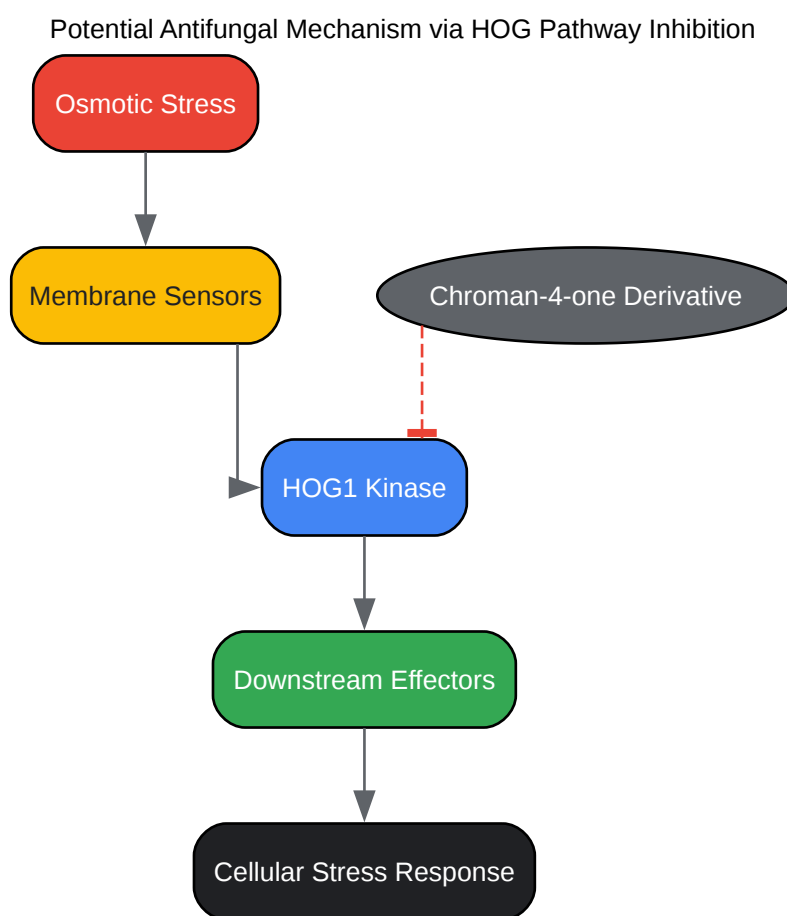 Potential Antifungal Mechanism via HOG Pathway Inhibition
Osmotic Stress
Membrane Sensors
Chroman-4-one Derivative
HOG1 Kinase
Downstream Effectors
Cellular Stress Response